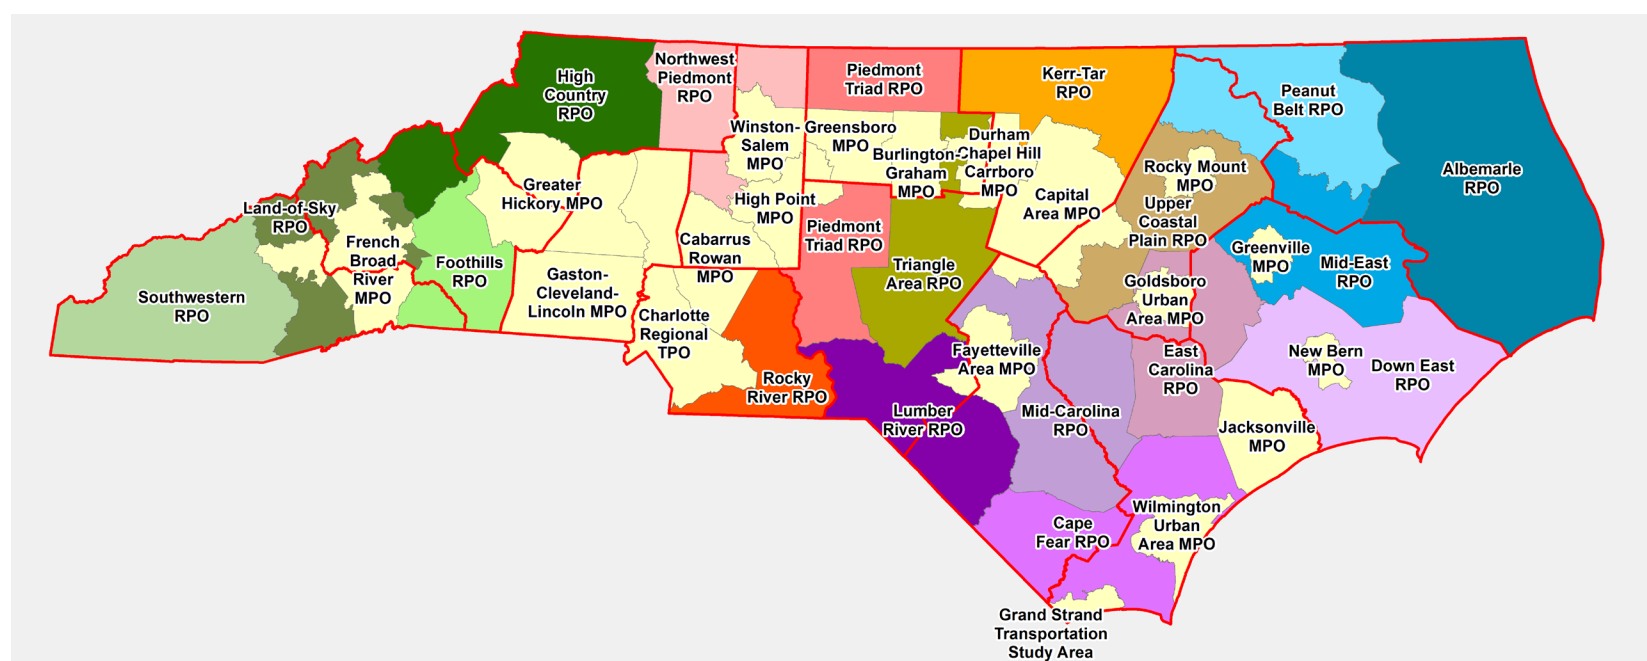 High
Country
RPO
Northwest
Piedmont
RPO
Piedmont
Triad RPO
Kerr-Tar
RPO
Peanut
Belt RPO
Albemarle
RPO
Winston-
Salem
MPO
Greensboro
MPO
Burlington-
Graham
MPO
Durham
Chapel Hill
Carrboro
MPO
Capital
Area MPO
Rocky Mount
MPO
Upper
Coastal
Plain RPO
Greater
Hickory MPO
High Point
MPO
Land-of-Sky
RPO
French
Broad
River
MPO
Foothills
RPO
Southwestern
RPO
Cabarrus
Rowan
MPO
Piedmont
Triad RPO
Triangle
Area RPO
Goldsboro
Urban
Area MPO
Greenville
MPO
Mid-East
RPO
Gaston-
Cleveland-
Lincoln MPO
Charlotte
Regional
TPO
Rocky
River RPO
Fayetteville
Area MPO
East
Carolina
RPO
New Bern
MPO
Down East
RPO
Lumber
River RPO
Mid-Carolina
RPO
Jacksonville
MPO
Cape
Fear RPO
Wilmington
Urban
Area MPO
Grand Strand
Transportation
Study Area